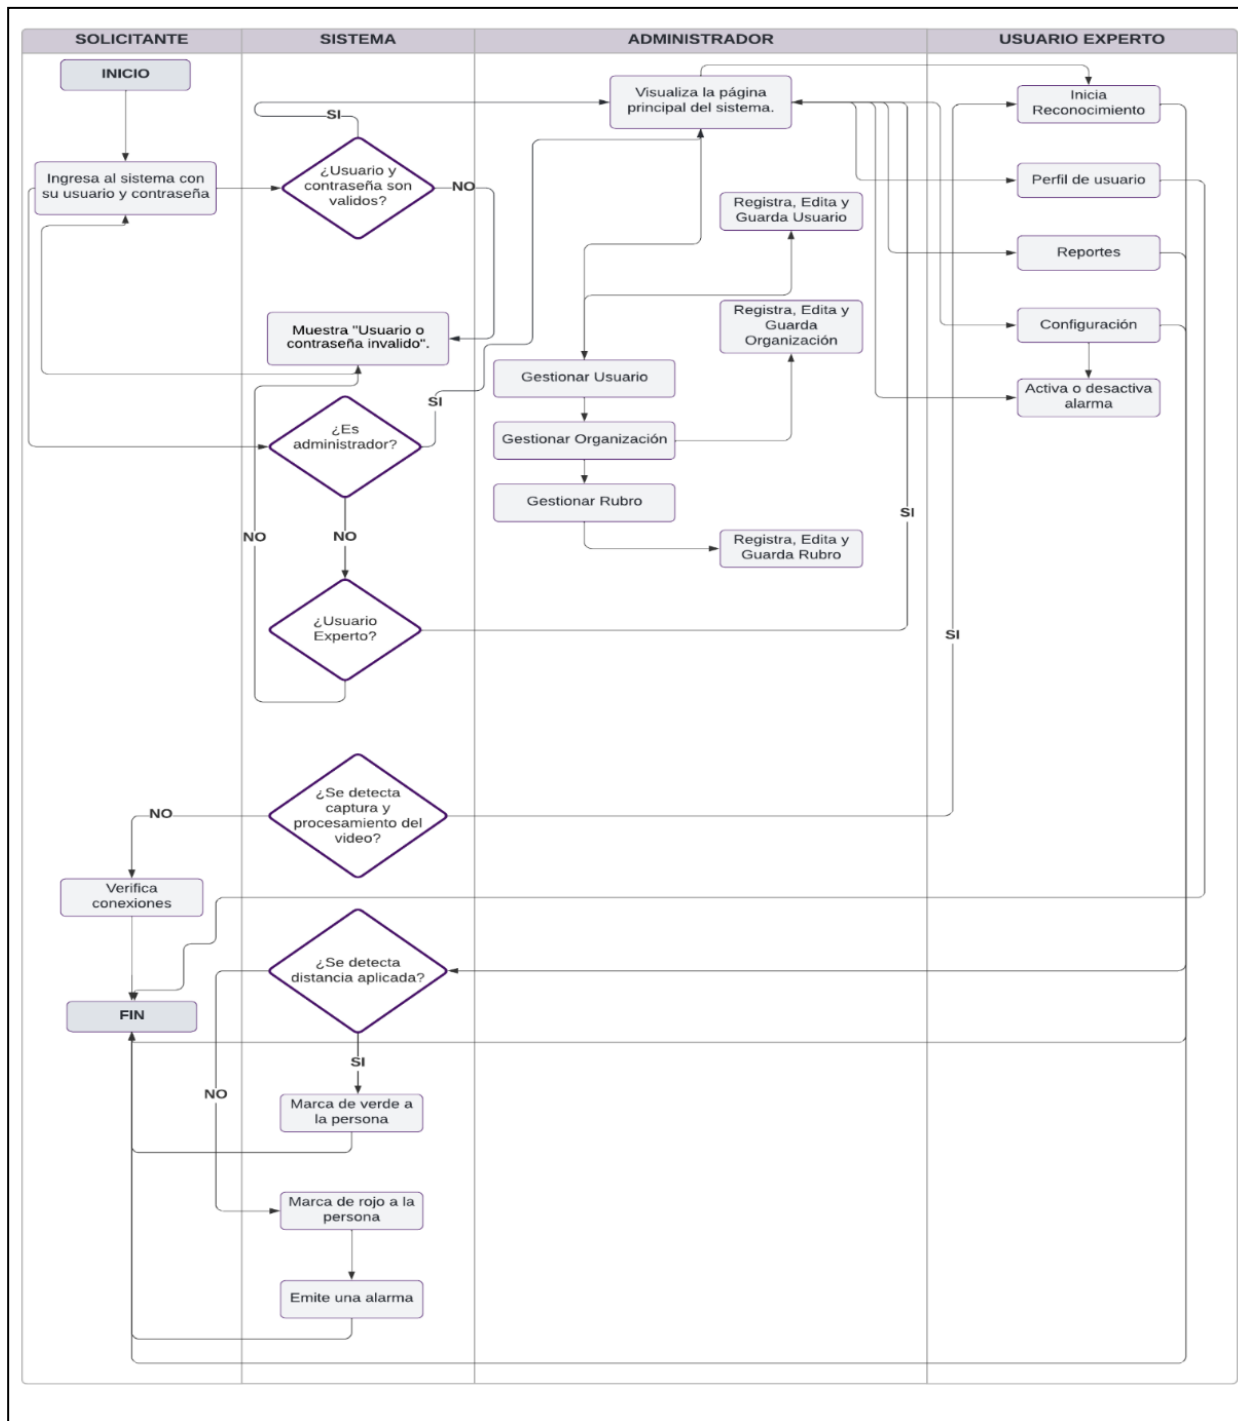 SOLICITANTE
SISTEMA
ADMINISTRADOR
USUARIO EXPERTO
INICIO
Visualiza la página
principal del sistema.
Inicia
Reconocimiento
SI
Ingresa al sistema con
su usuario y contraseña
¿Usuario y
contraseña son
validos?
NO
Perfil de usuario
Registra, Edita y
Guarda Usuario
Reportes
Muestra "Usuario o
contraseña invalido".
Registra, Edita y
Guarda
Organización
Configuración
Gestionar Usuario
Activa o desactiva
alarma
SI
¿Es
administrador?
Gestionar Organización
Gestionar Rubro
SI
NO
NO
Registra, Edita y
Guarda Rubro
¿Usuario
Experto?
SI
¿Se detecta
captura y
procesamiento del
video?
NO
Verifica
conexiones
¿Se detecta
distancia aplicada?
FIN
SI
NO
Marca de verde a
la persona
Marca de rojo a la
persona
Emite una alarma